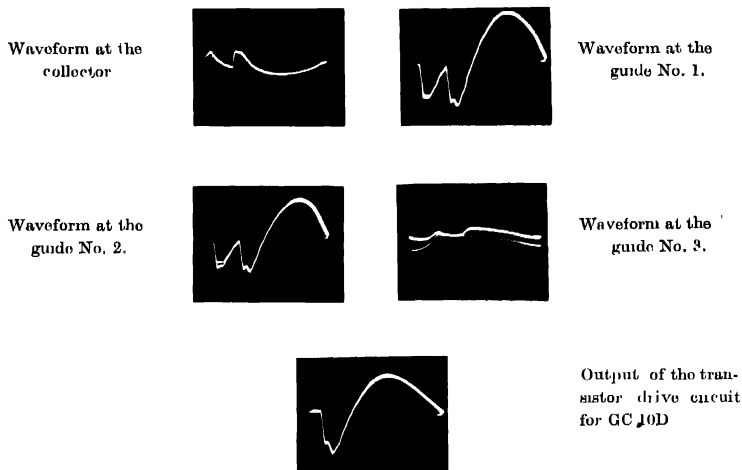 Waveform at the
collector
Waveform at the
guide No. 1.
Waveform at the
guide No. 2.
Waveform at the
guide No. 3.
Output of the tran-
sistor drive circuit
for GC 10D